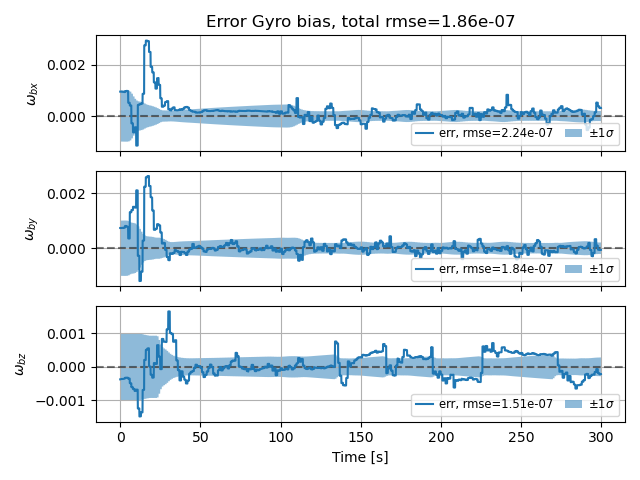 Error Gyro bias, total rmse=1.86e-07
0.002
0.000
ω_bx
err, rmse=2.24e-07 ±1σ
0.002
0.000
ω_by
err, rmse=1.84e-07 ±1σ
0.001
0.000
−0.001
ω_bz
err, rmse=1.51e-07 ±1σ
0 50 100 150 200 250 300
Time [s]